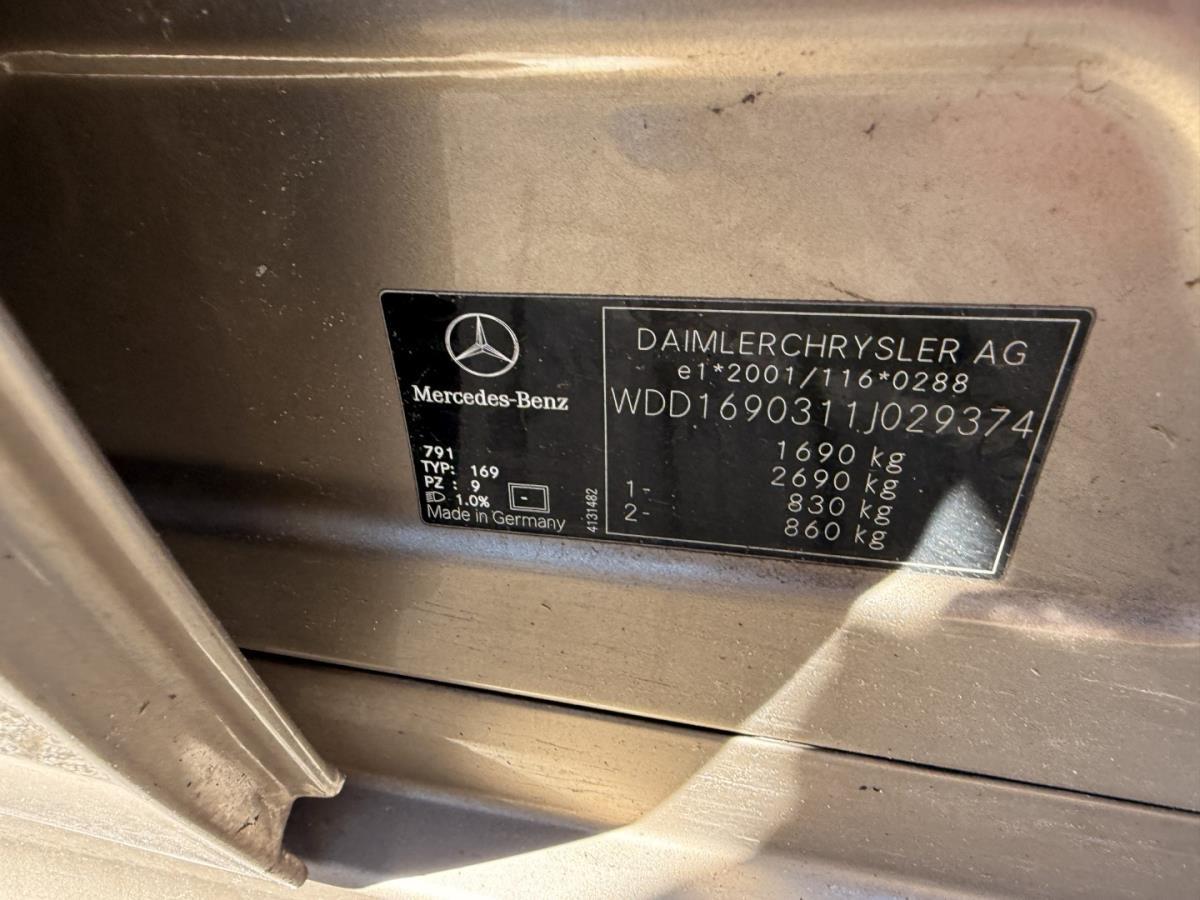 Mercedes-Benz
791
TYP: 169
PZ : 9
1.0% -
Made in Germany
4131482
DAIMLERCHRYSLER AG
e1*2001/116*0288
WDD1690311J029374
1690 kg
2690 kg
1- 830 kg
2- 860 kg